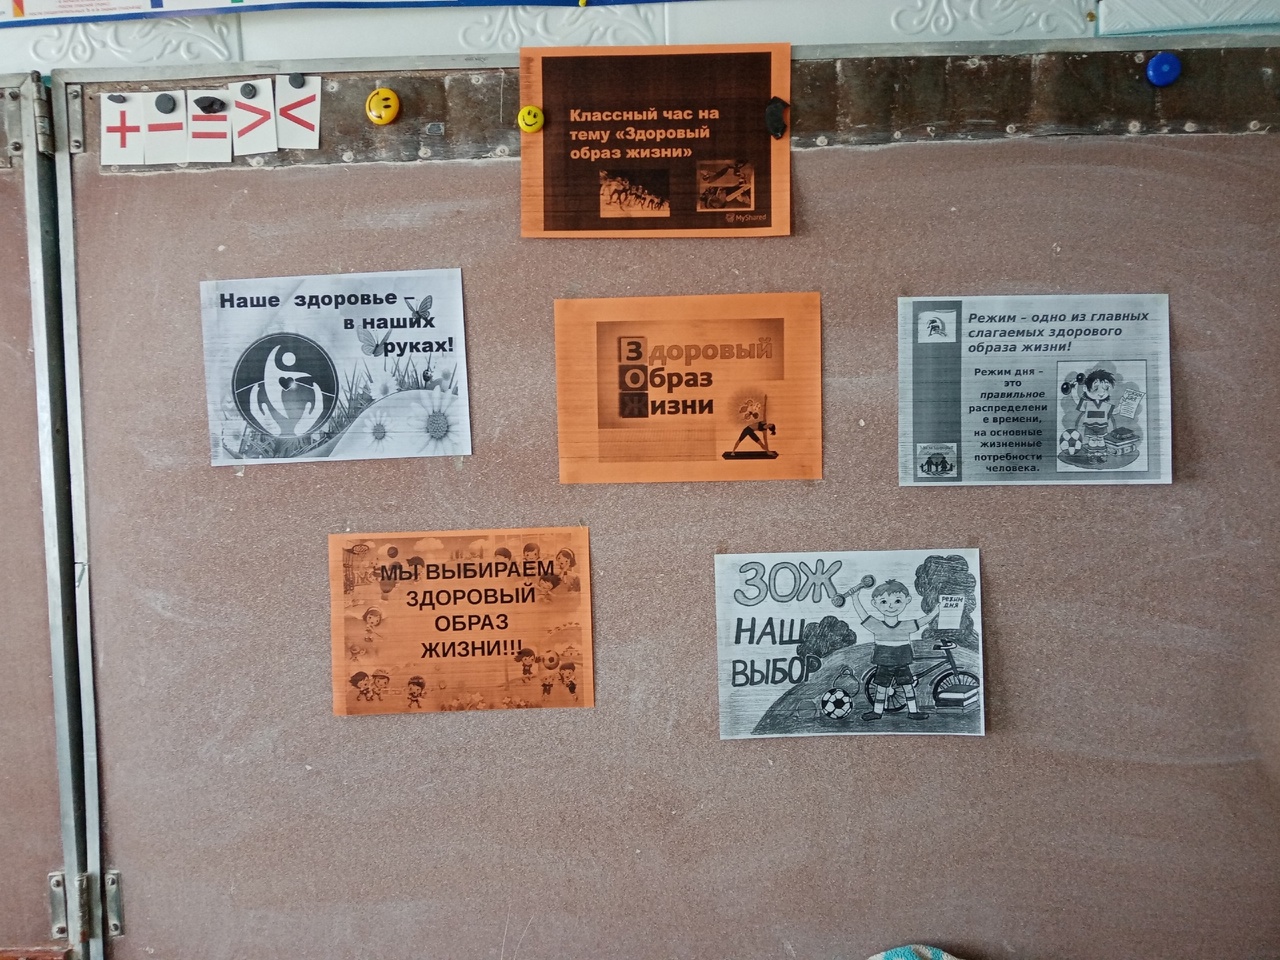 + − = > <
Классный час на
тему «Здоровый
образ жизни»
MyShared
Наше здоровье –
в наших
руках!
Здоровый
Образ
Жизни
Режим – одно из главных
слагаемых здорового
образа жизни!
Режим дня –
это
правильное
распределени
е времени,
на основные
жизненные
потребности
человека.
МЫ ВЫБИРАЕМ
ЗДОРОВЫЙ
ОБРАЗ
ЖИЗНИ!!!
ЗОЖ
НАШ
ВЫБОР
РЕЖИМ
ДНЯ